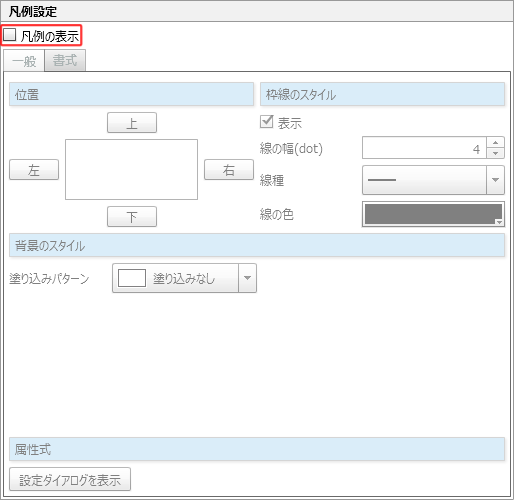 凡例設定
凡例の表示
一般 書式
位置 枠線のスタイル
上 表示
線の幅(dot) 4
左 右 線種
下 線の色
背景のスタイル
塗り込みパターン 塗り込みなし
属性式
設定ダイアログを表示